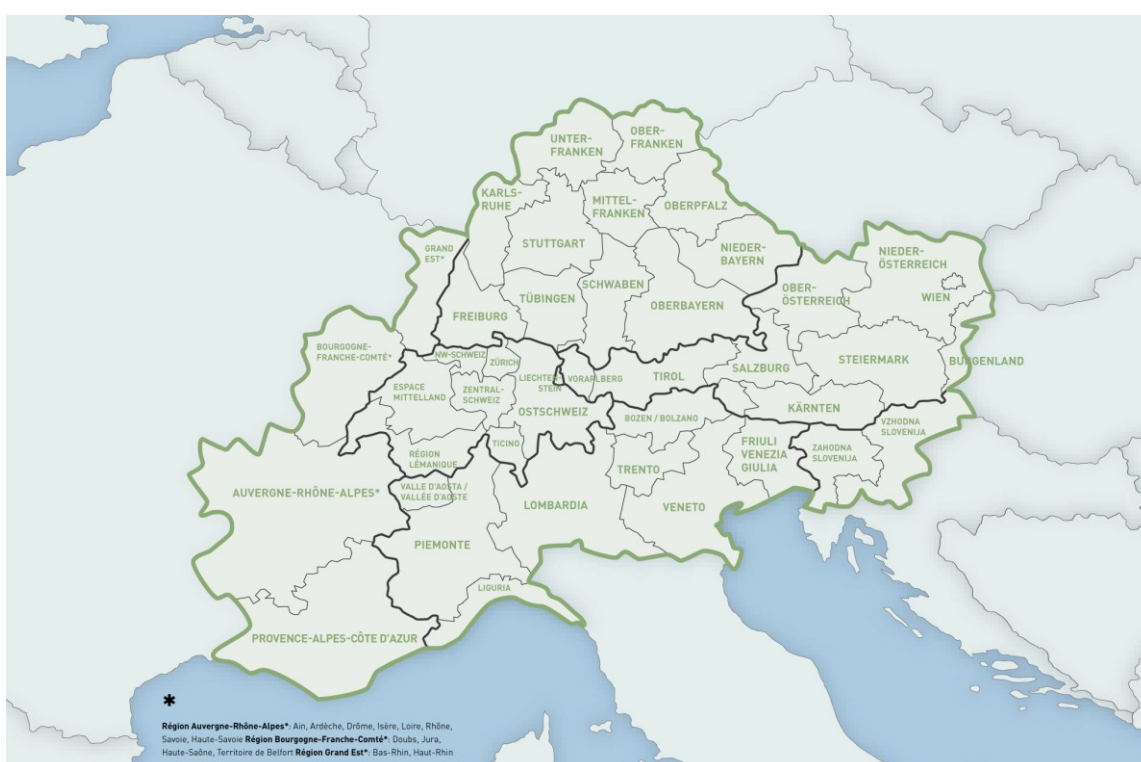 UNTER-
FRANKEN
OBER-
FRANKEN
KARLS-
RUHE
MITTEL-
FRANKEN
OBERPFALZ
GRAND
EST*
STUTTGART
NIEDER-
BAYERN
NIEDER-
ÖSTERREICH
TÜBINGEN
SCHWABEN
OBERBAYERN
OBER-
ÖSTERREICH
WIEN
FREIBURG
BOURGOGNE-
FRANCHE-COMTÉ*
NW-SCHWEIZ
ZÜRICH
STEIERMARK
BURGENLAND
LIECHTEN-
STEIN
VORARLBERG
TIROL
SALZBURG
ESPACE
MITTELLAND
ZENTRAL-
SCHWEIZ
OSTSCHWEIZ
BOZEN / BOLZANO
KÄRNTEN
VZHODNA
SLOVENIJA
RÉGION
LÉMANIQUE
TICINO
TRENTO
FRIULI
VENEZIA
GIULIA
ZAHODNA
SLOVENIJA
AUVERGNE-RHÔNE-ALPES*
VALLE D'AOSTA /
VALLÉE D'AOSTE
LOMBARDIA
VENETO
PIEMONTE
LIGURIA
PROVENCE-ALPES-CÔTE D'AZUR
*
Région Auvergne-Rhône-Alpes*: Ain, Ardèche, Drôme, Isère, Loire, Rhône,
Savoie, Haute-Savoie Région Bourgogne-Franche-Comté*: Doubs, Jura,
Haute-Saône, Territoire de Belfort Région Grand Est*: Bas-Rhin, Haut-Rhin